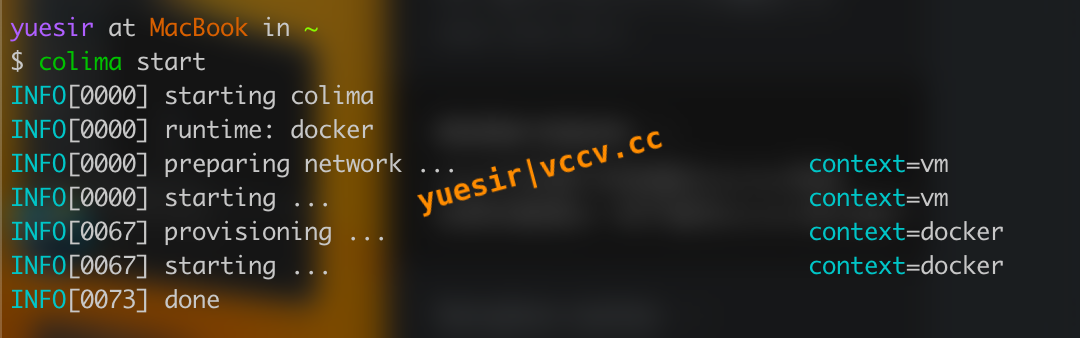 yuesir at MacBook in ~
$ colima start
INFO[0000] starting colima
INFO[0000] runtime: docker
INFO[0000] preparing network ... context=vm
INFO[0000] starting ... context=vm
INFO[0067] provisioning ... context=docker
INFO[0067] starting ... context=docker
INFO[0073] done
yuesir|vccv.cc